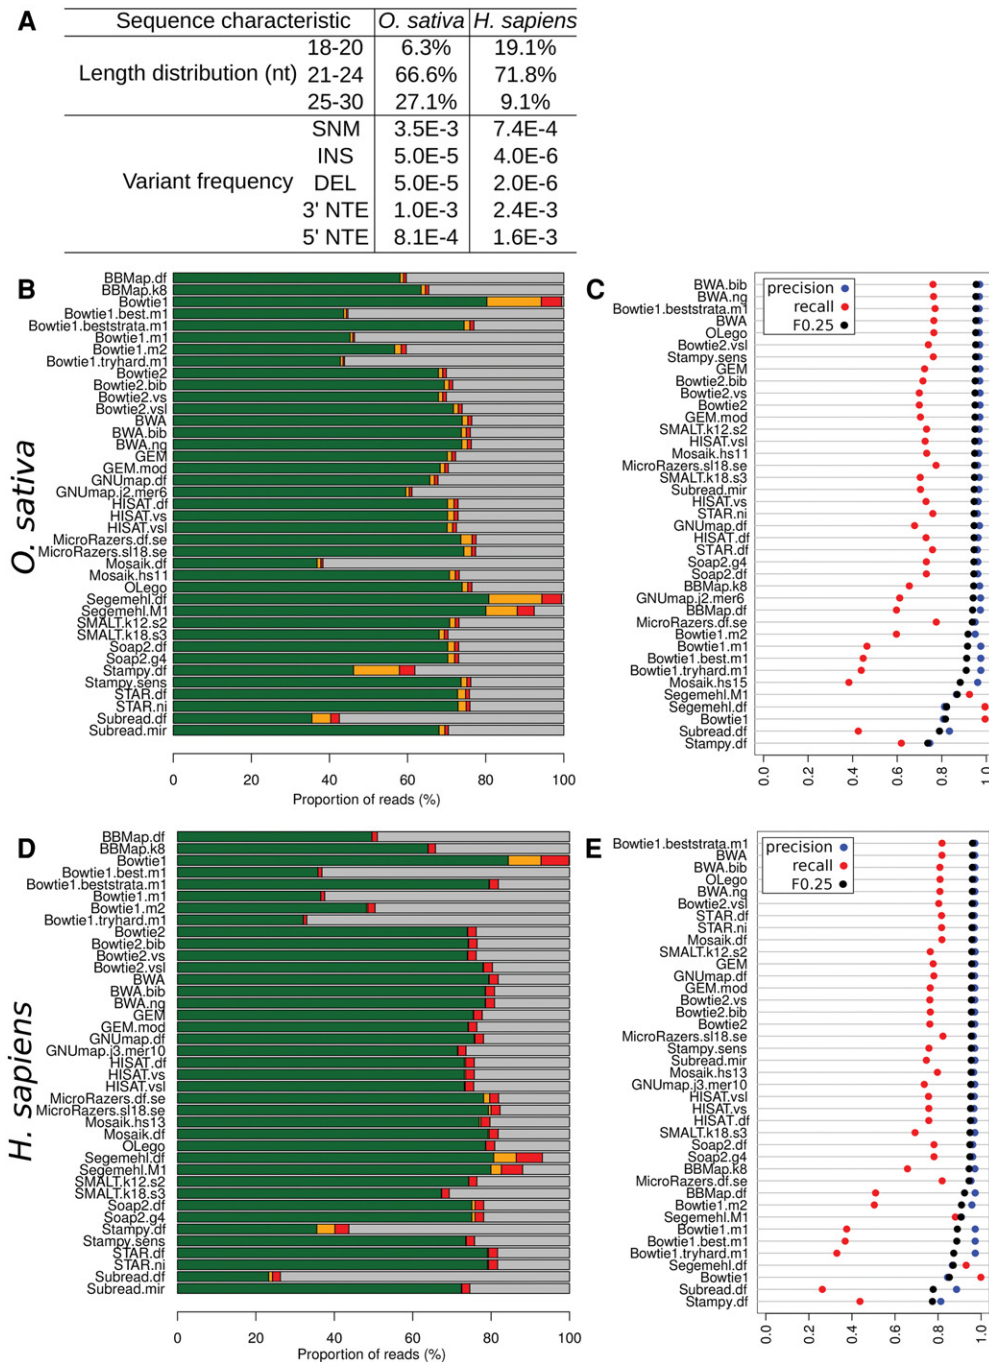 A
Sequence characteristic O. sativa H. sapiens
18-20 6.3% 19.1%
Length distribution (nt) 21-24 66.6% 71.8%
25-30 27.1% 9.1%
SNM 3.5E-3 7.4E-4
INS 5.0E-5 4.0E-6
Variant frequency DEL 5.0E-5 2.0E-6
3' NTE 1.0E-3 2.4E-3
5' NTE 8.1E-4 1.6E-3
B
O. sativa
BBMap.df
BBMap.k8
Bowtie1
Bowtie1.best.m1
Bowtie1.beststrata.m1
Bowtie1.m1
Bowtie1.m2
Bowtie1.tryhard.m1
Bowtie2
Bowtie2.bib
Bowtie2.vs
Bowtie2.vsl
BWA
BWA.bib
BWA.ng
GEM
GEM.mod
GNUmap.df
GNUmap.j2.mer6
HISAT.df
HISAT.vs
HISAT.vsl
MicroRazers.df.se
MicroRazers.sl18.se
Mosaik.df
Mosaik.hs11
OLego
Segemehl.df
Segemehl.M1
SMALT.k12.s2
SMALT.k18.s3
Soap2.df
Soap2.g4
Stampy.df
Stampy.sens
STAR.df
STAR.ni
Subread.df
Subread.mir
0 20 40 60 80 100
Proportion of reads (%)
C
precision
recall
F0.25
BWA.bib
BWA.ng
Bowtie1.beststrata.m1
BWA
OLego
Bowtie2.vsl
Stampy.sens
GEM
Bowtie2.bib
Bowtie2.vs
Bowtie2
GEM.mod
SMALT.k12.s2
HISAT.vsl
Mosaik.hs11
MicroRazers.sl18.se
SMALT.k18.s3
Subread.mir
HISAT.vs
STAR.ni
GNUmap.df
HISAT.df
STAR.df
Soap2.g4
Soap2.df
BBMap.k8
GNUmap.j2.mer6
BBMap.df
MicroRazers.df.se
Bowtie1.m2
Bowtie1.m1
Bowtie1.best.m1
Bowtie1.tryhard.m1
Mosaik.hs15
Segemehl.M1
Segemehl.df
Bowtie1
Subread.df
Stampy.df
0.0 0.2 0.4 0.6 0.8 1.0
D
H. sapiens
BBMap.df
BBMap.k8
Bowtie1
Bowtie1.best.m1
Bowtie1.beststrata.m1
Bowtie1.m1
Bowtie1.m2
Bowtie1.tryhard.m1
Bowtie2
Bowtie2.bib
Bowtie2.vs
Bowtie2.vsl
BWA
BWA.bib
BWA.ng
GEM
GEM.mod
GNUmap.df
GNUmap.j3.mer10
HISAT.df
HISAT.vs
HISAT.vsl
MicroRazers.df.se
MicroRazers.sl18.se
Mosaik.hs13
Mosaik.df
OLego
Segemehl.df
Segemehl.M1
SMALT.k12.s2
SMALT.k18.s3
Soap2.df
Soap2.g4
Stampy.df
Stampy.sens
STAR.df
STAR.ni
Subread.df
Subread.mir
0 20 40 60 80 100
Proportion of reads (%)
E
precision
recall
F0.25
Bowtie1.beststrata.m1
BWA
BWA.bib
OLego
BWA.ng
Bowtie2.vsl
STAR.df
STAR.ni
Mosaik.df
SMALT.k12.s2
GEM
GNUmap.df
GEM.mod
Bowtie2.vs
Bowtie2.bib
Bowtie2
MicroRazers.sl18.se
Stampy.sens
Subread.mir
Mosaik.hs13
GNUmap.j3.mer10
HISAT.vsl
HISAT.vs
HISAT.df
SMALT.k18.s3
Soap2.df
Soap2.g4
BBMap.k8
MicroRazers.df.se
BBMap.df
Bowtie1.m2
Segemehl.M1
Bowtie1.m1
Bowtie1.best.m1
Bowtie1.tryhard.m1
Segemehl.df
Bowtie1
Subread.df
Stampy.df
0.0 0.2 0.4 0.6 0.8 1.0